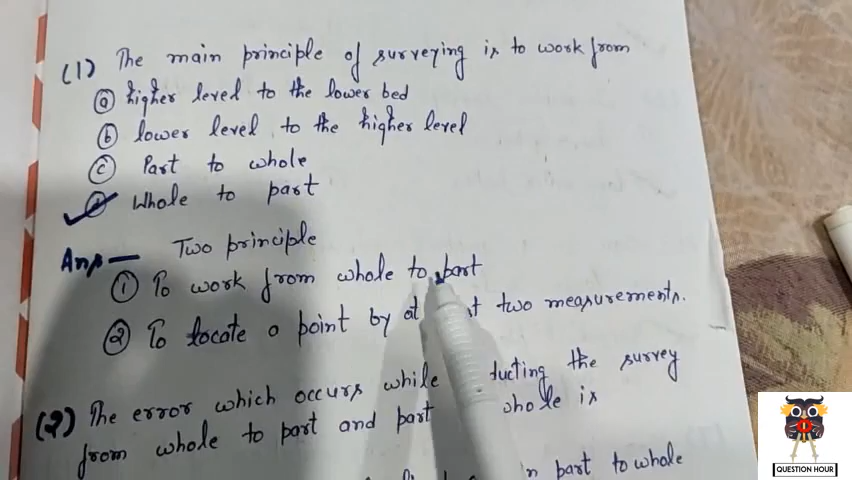 (1) The main principle of surveying is to work from
(a) higher level to the lower bed
(b) lower level to the higher level
(c) Part to whole
Whole to part
Ans— Two principle
(1) To work from whole to part
(2) To locate a point by at two measurements.
(2) The error which occurs while ducting the survey
from whole to part and part whole is
part to whole
QUESTION HOUR